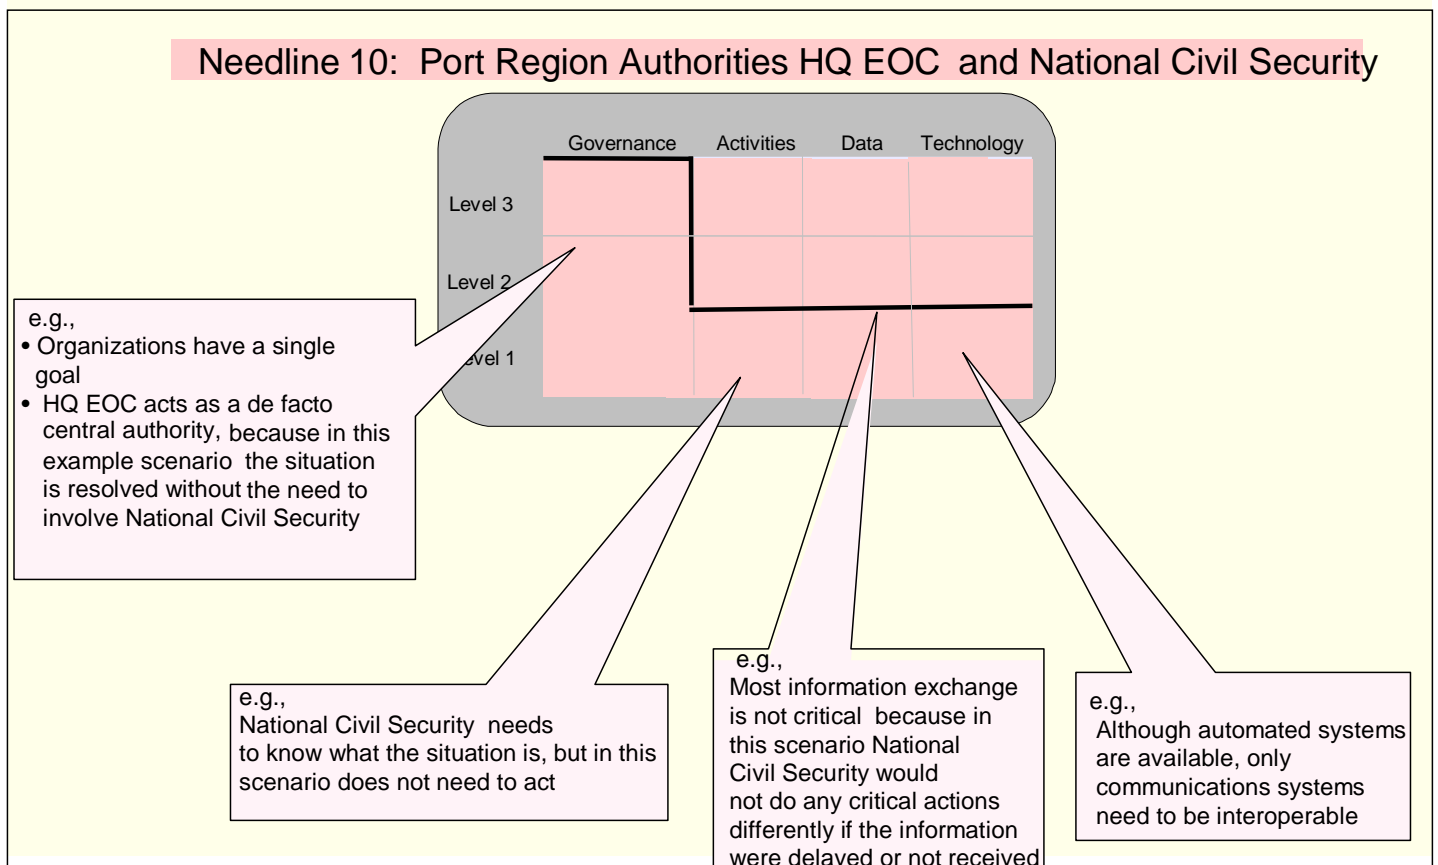 Needline 10: Port Region Authorities HQ EOC and National Civil Security
Governance Activities Data Technology
Level 3
Level 2
evel 1
e.g.,
• Organizations have a single
goal
• HQ EOC acts as a de facto
central authority, because in this
example scenario the situation
is resolved without the need to
involve National Civil Security
e.g.,
National Civil Security needs
to know what the situation is, but in this
scenario does not need to act
e.g.,
Most information exchange
is not critical because in
this scenario National
Civil Security would
not do any critical actions
differently if the information
were delayed or not received
e.g.,
Although automated systems
are available, only
communications systems
need to be interoperable